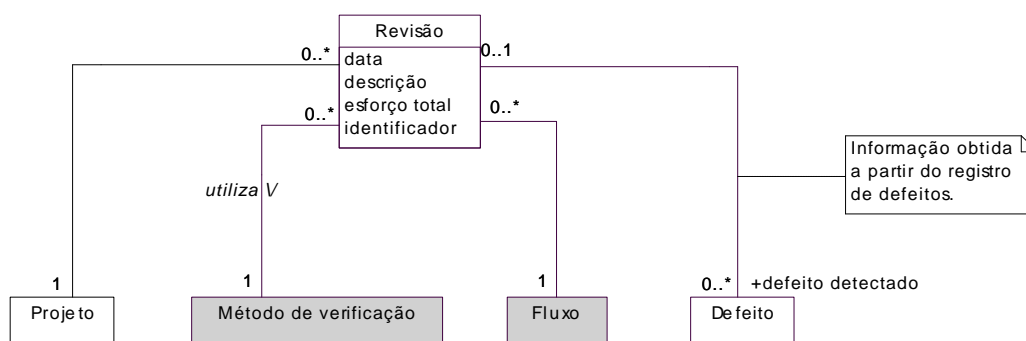 Revisão
0..*
data
0..1
descrição
esforço total
0..*
0..*
identificador
Informação obtida
a partir do registro
de defeitos.
utiliza V
1
1
1
0..*
+defeito detectado
Projeto
Método de verificação
Fluxo
Defeito